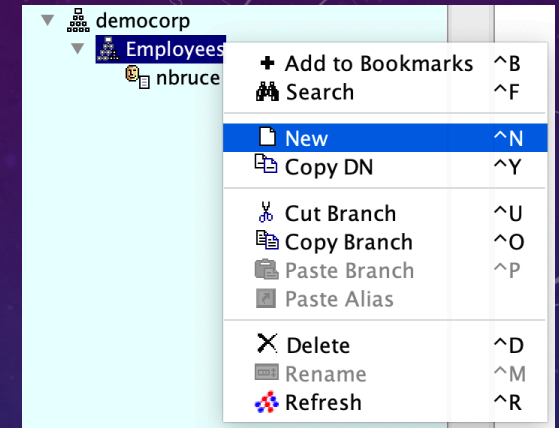 democorp
Employees
nbruce
Add to Bookmarks ^B
Search ^F
New ^N
Copy DN ^Y
Cut Branch ^U
Copy Branch ^O
Paste Branch ^P
Paste Alias
Delete ^D
Rename ^M
Refresh ^R